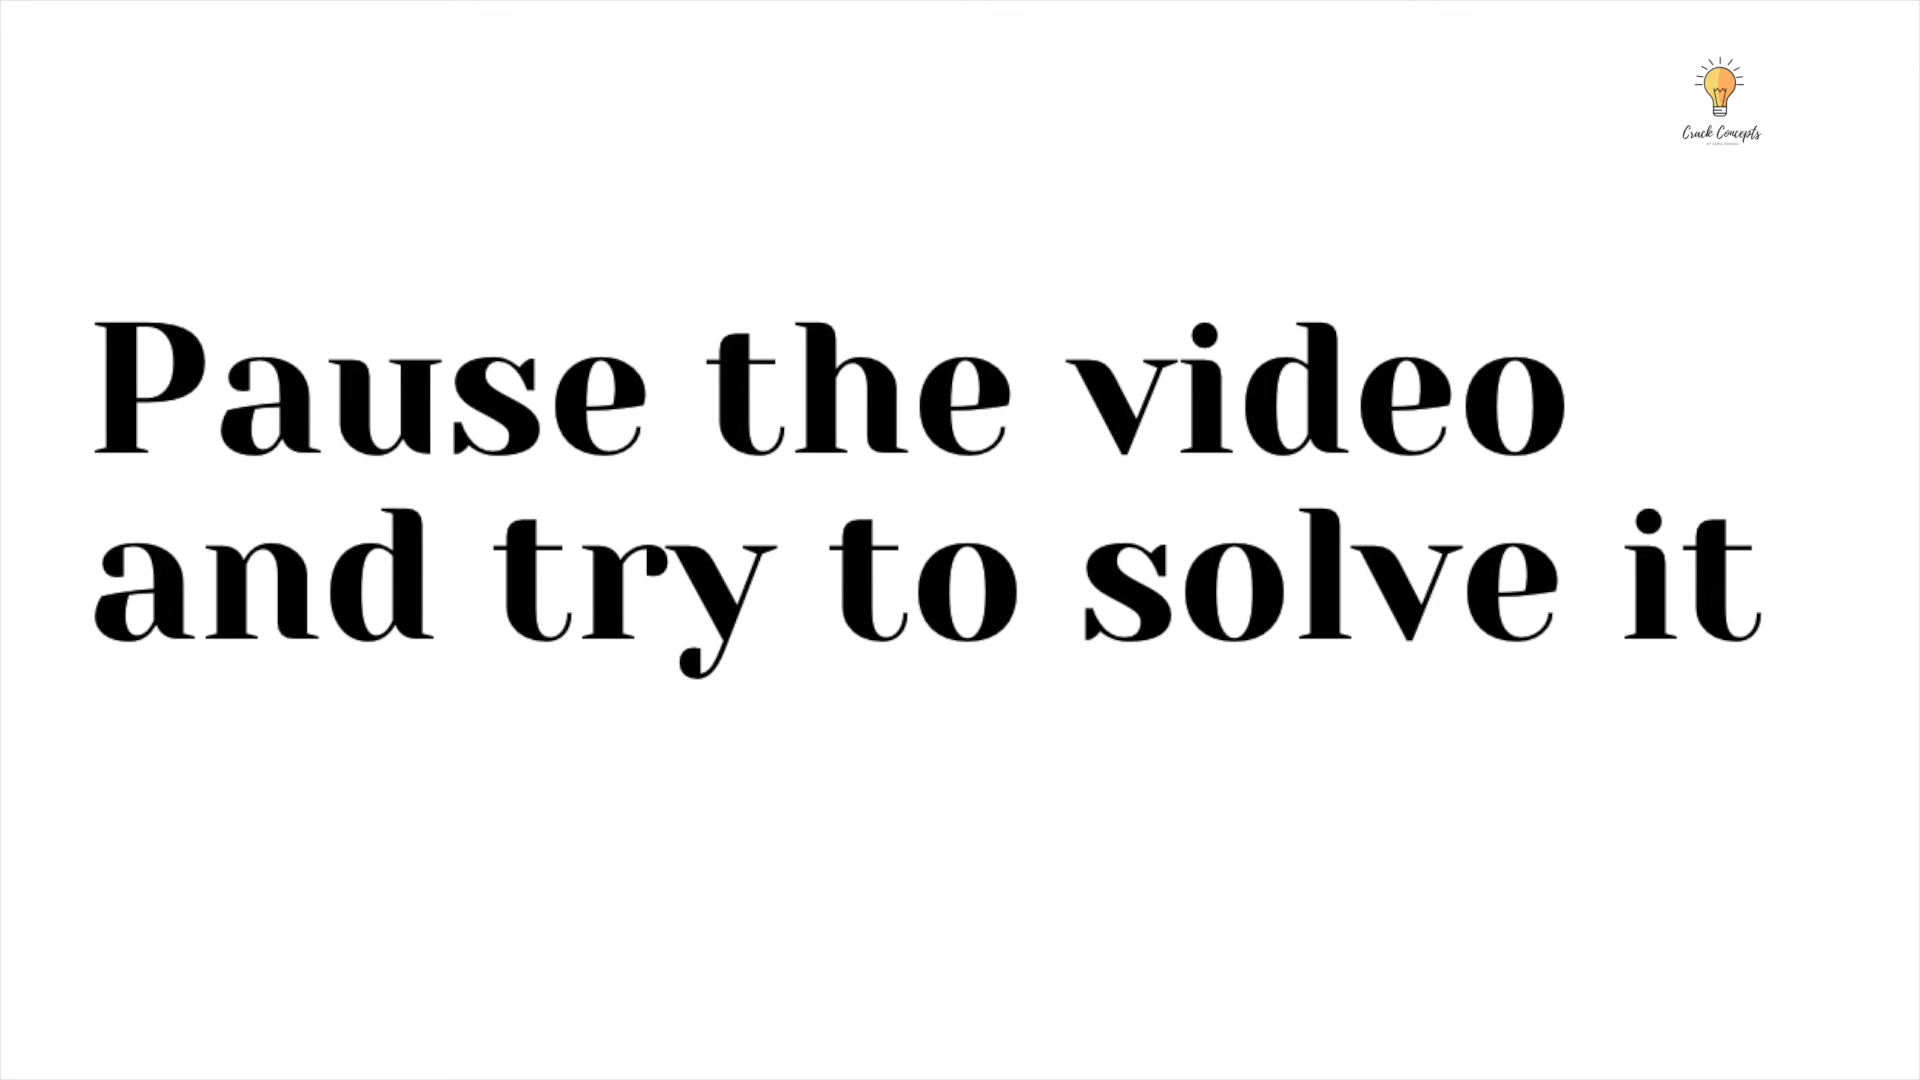 Crack Concepts
Pause the video
and try to solve it